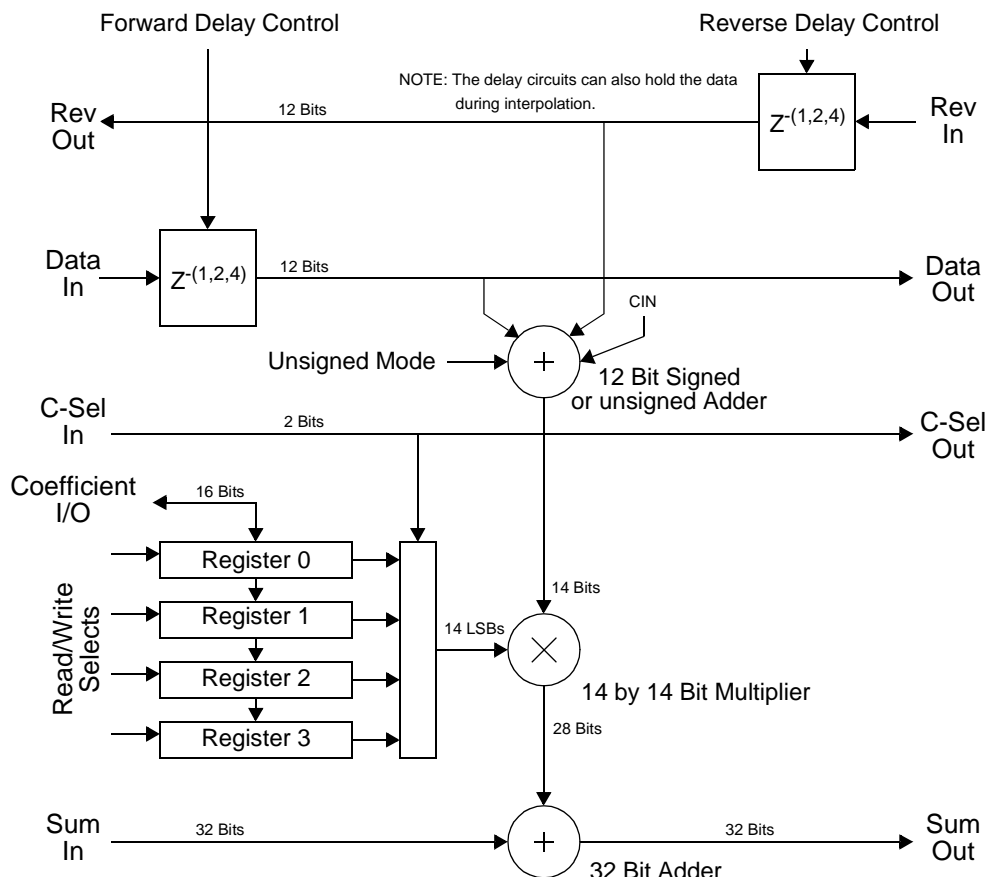 Forward Delay Control
Reverse Delay Control
NOTE: The delay circuits can also hold the data
during interpolation.
Rev
Out
12 Bits
Z-(1,2,4)
Rev
In
Data
In
Z-(1,2,4)
12 Bits
Data
Out
CIN
Unsigned Mode
+
12 Bit Signed
or unsigned Adder
C-Sel
In
2 Bits
C-Sel
Out
Coefficient
I/O
16 Bits
Read/Write
Selects
Register 0
Register 1
Register 2
Register 3
14 Bits
14 LSBs
14 by 14 Bit Multiplier
28 Bits
Sum
In
32 Bits
+
32 Bits
Sum
Out
32 Bit Adder